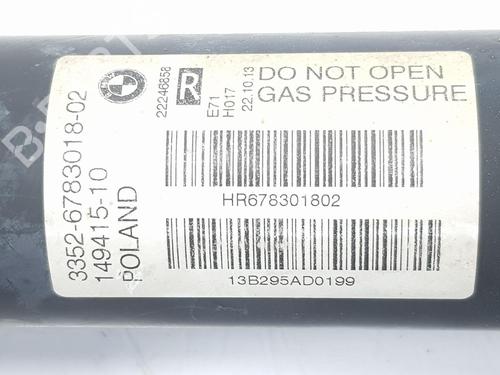 3352-6783018-02
149415-10
POLAND
22246858
R
E71
H017
22.10.13
DO NOT OPEN
GAS PRESSURE
HR678301802
13B295AD0199